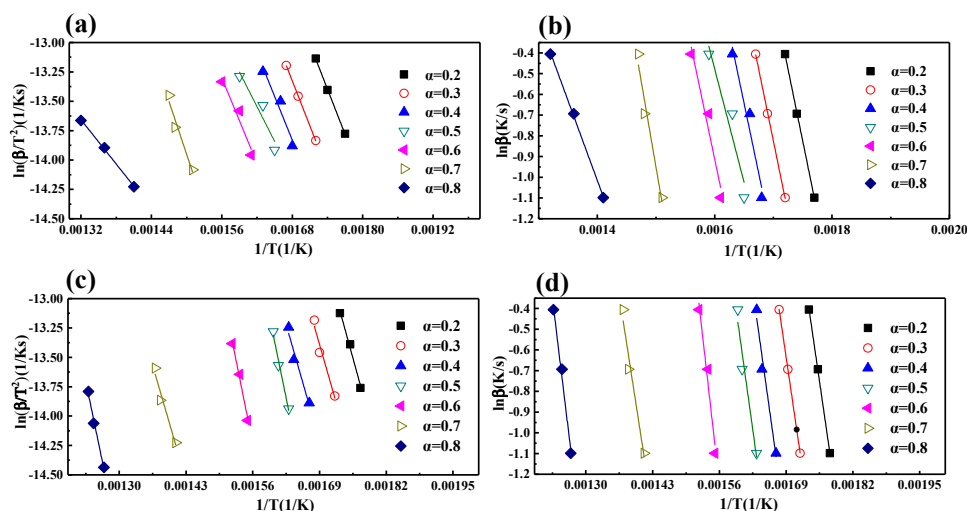 (a)
-13.00
-13.25
-13.50
-13.75
-14.00
-14.25
-14.50
ln(β/T²)(1/Ks)
0.00132 0.00144 0.00156 0.00168 0.00180 0.00192
1/T(1/K)
α=0.2
α=0.3
α=0.4
α=0.5
α=0.6
α=0.7
α=0.8
(b)
-0.4
-0.5
-0.6
-0.7
-0.8
-0.9
-1.0
-1.1
-1.2
lnβ(K/s)
0.0014 0.0016 0.0018 0.0020
1/T(1/K)
α=0.2
α=0.3
α=0.4
α=0.5
α=0.6
α=0.7
α=0.8
(c)
-13.00
-13.25
-13.50
-13.75
-14.00
-14.25
-14.50
ln(β/T²)(1/Ks)
0.00130 0.00143 0.00156 0.00169 0.00182 0.00195
1/T(1/K)
α=0.2
α=0.3
α=0.4
α=0.5
α=0.6
α=0.7
α=0.8
(d)
-0.4
-0.5
-0.6
-0.7
-0.8
-0.9
-1.0
-1.1
-1.2
lnβ(K/s)
0.00130 0.00143 0.00156 0.00169 0.00182 0.00195
1/T(1/K)
α=0.2
α=0.3
α=0.4
α=0.5
α=0.6
α=0.7
α=0.8